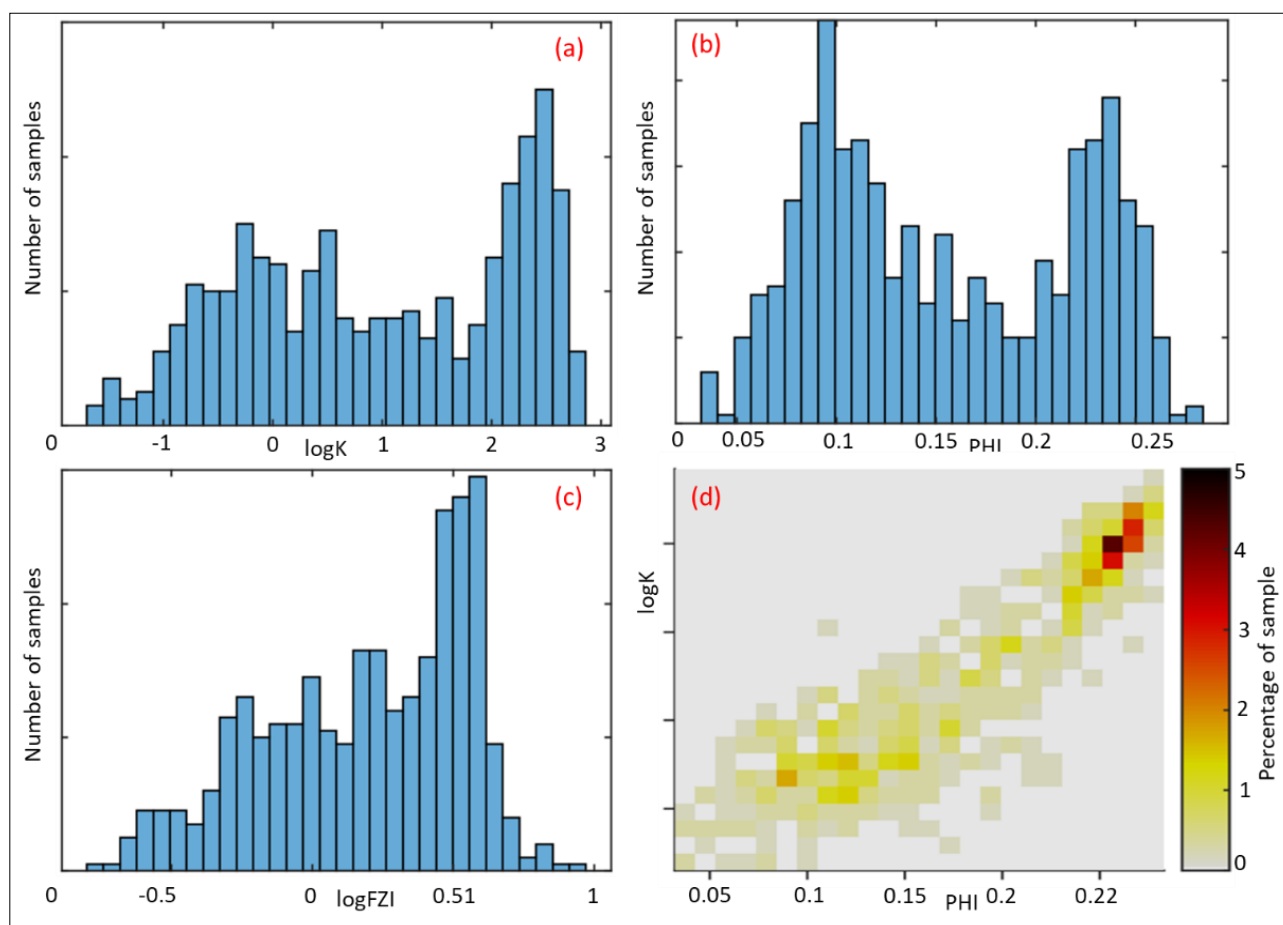 (a)
Number of samples
0 -1 0 1 2 3
logK
(b)
Number of samples
0 0.05 0.1 0.15 0.2 0.25
PHI
(c)
Number of samples
0 -0.5 0 0.51 1
logFZI
(d)
logK
0.05 0.1 0.15 0.2 0.22
PHI
5
4
3
2
1
0
Percentage of sample